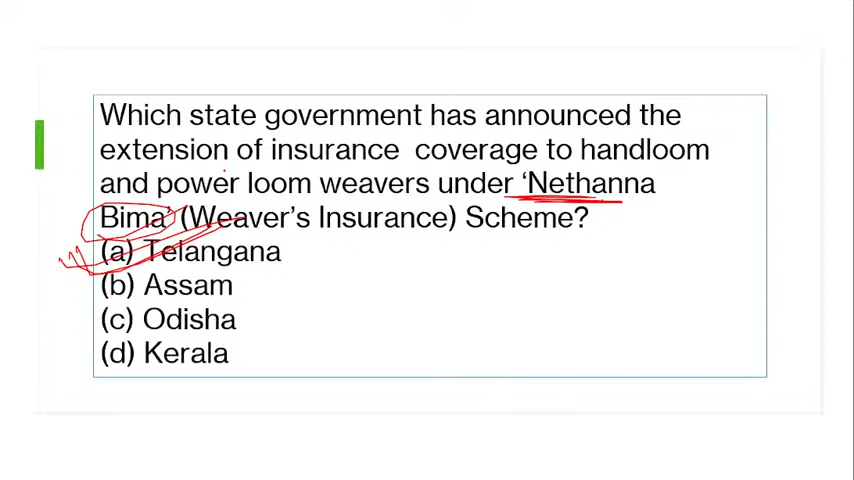 Which state government has announced the
extension of insurance coverage to handloom
and power loom weavers under ‘Nethanna
Bima’ (Weaver’s Insurance) Scheme?
(a) Telangana
(b) Assam
(c) Odisha
(d) Kerala